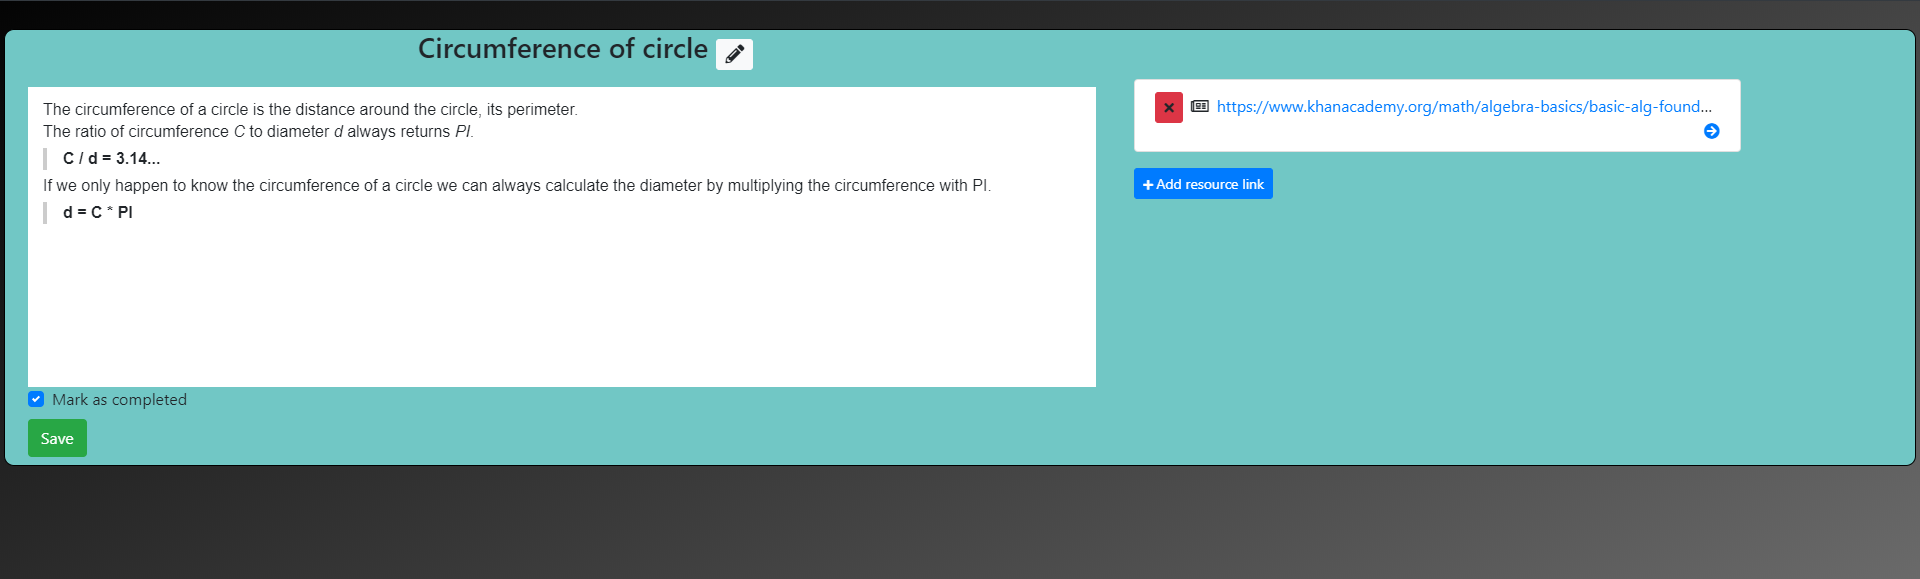 Circumference of circle
The circumference of a circle is the distance around the circle, its perimeter.
The ratio of circumference C to diameter d always returns PI.
C / d = 3.14...
If we only happen to know the circumference of a circle we can always calculate the diameter by multiplying the circumference with PI.
d = C * PI
Mark as completed
Save
https://www.khanacademy.org/math/algebra-basics/basic-alg-found...
Add resource link